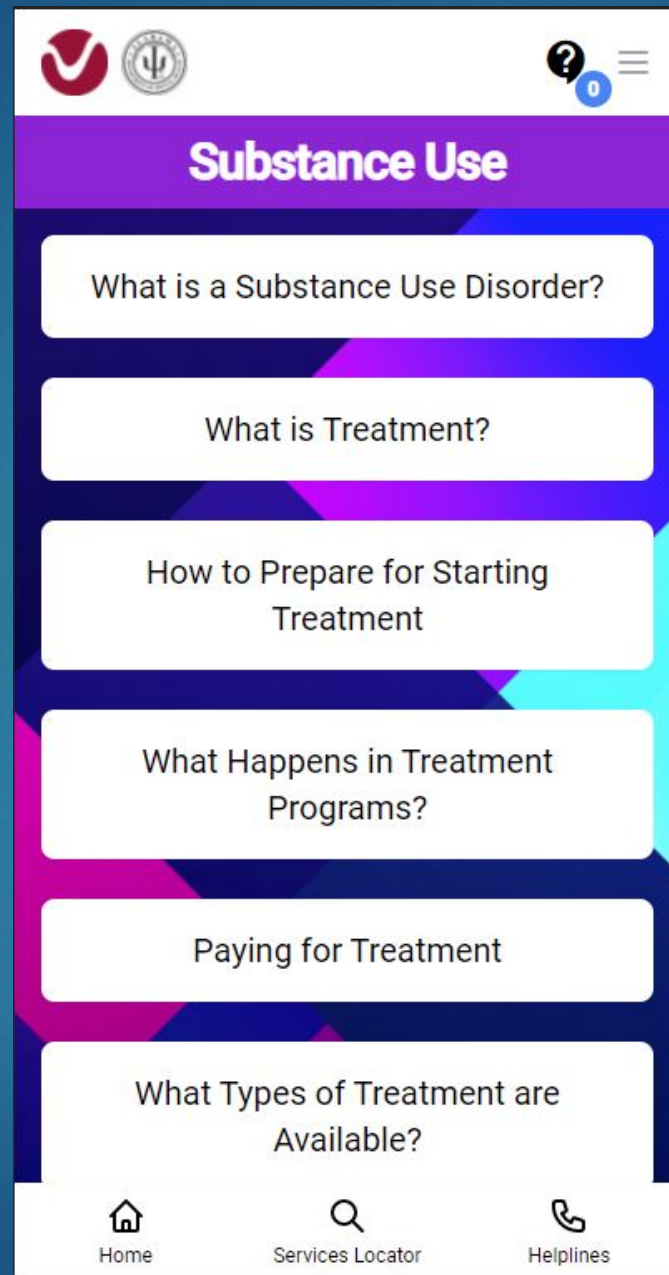 ?
0
Substance Use
What is a Substance Use Disorder?
What is Treatment?
How to Prepare for Starting
Treatment
What Happens in Treatment
Programs?
Paying for Treatment
What Types of Treatment are
Available?
Home
Services Locator
Helplines